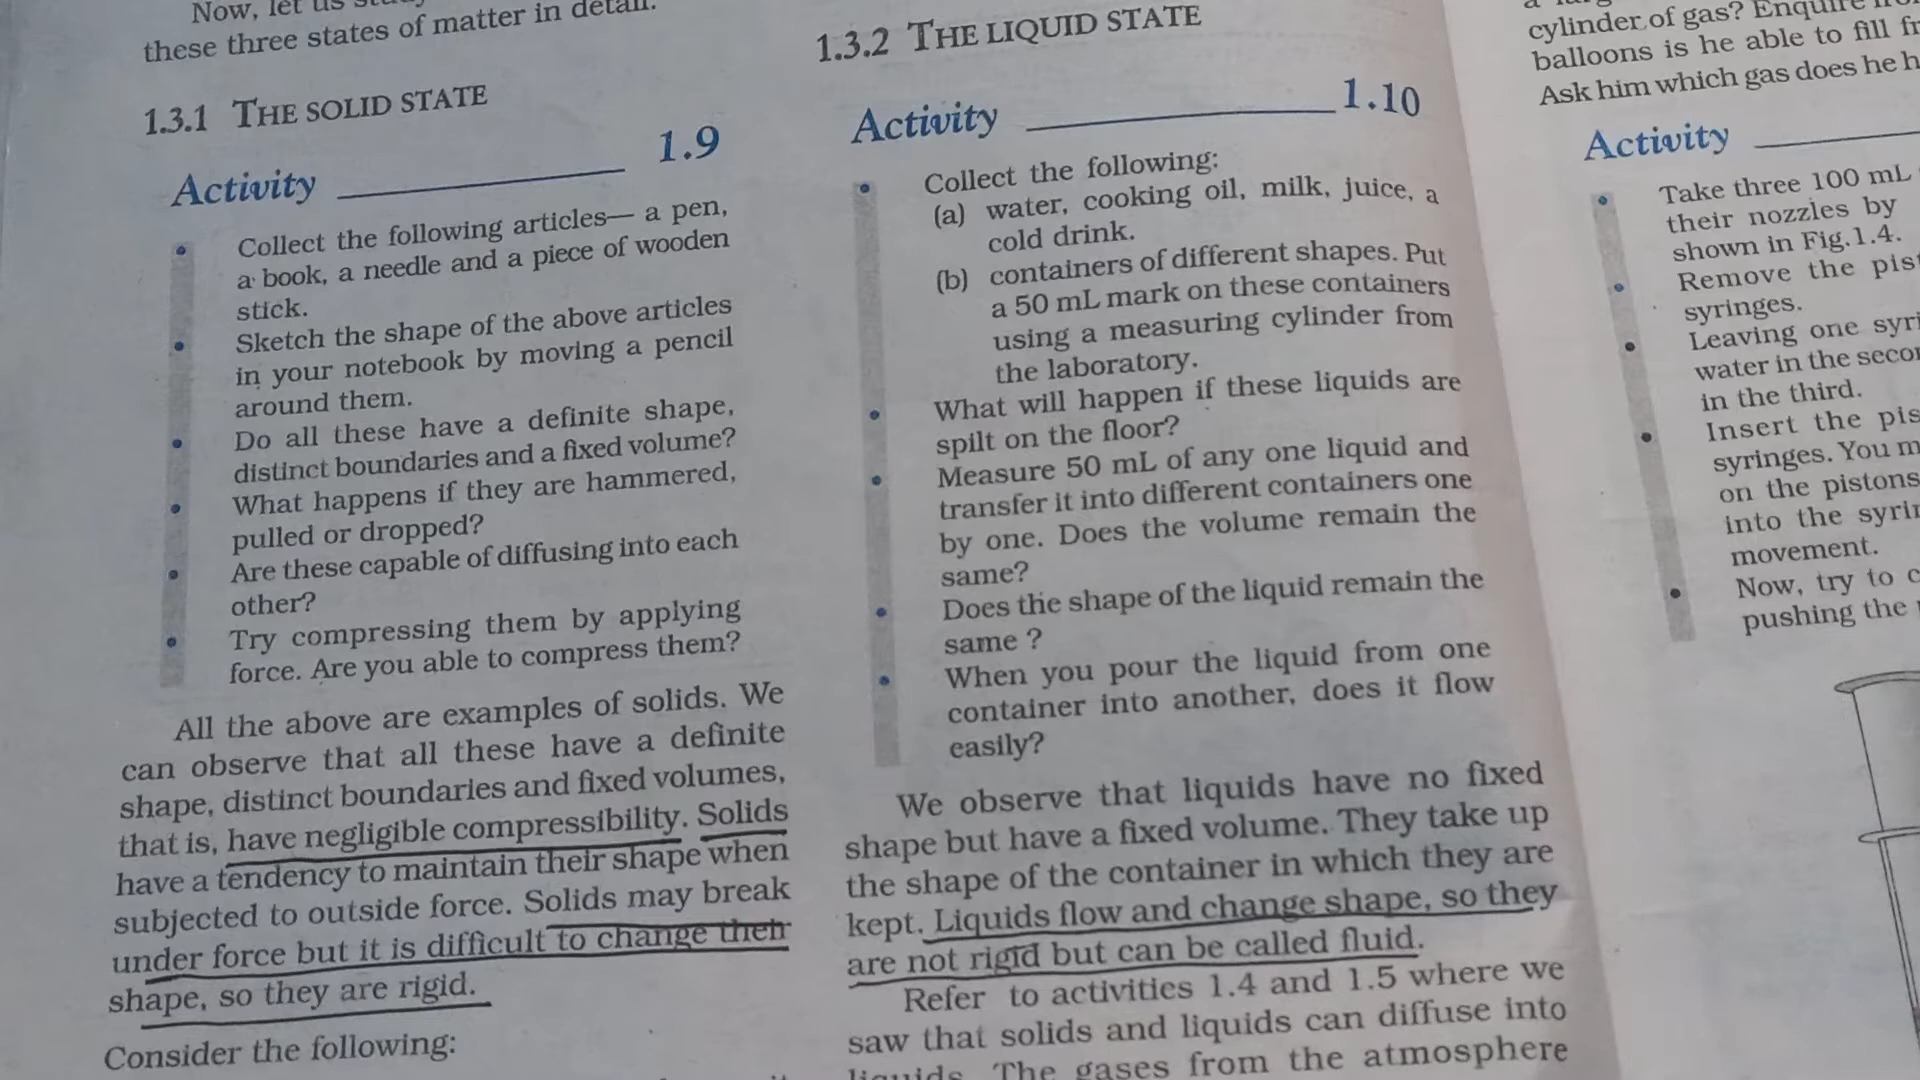 Now, let us
these three states of matter in detail.
1.3.1 THE SOLID STATE
Activity 1.9
• Collect the following articles— a pen,
a book, a needle and a piece of wooden
stick.
• Sketch the shape of the above articles
in your notebook by moving a pencil
around them.
• Do all these have a definite shape,
distinct boundaries and a fixed volume?
• What happens if they are hammered,
pulled or dropped?
• Are these capable of diffusing into each
other?
• Try compressing them by applying
force. Are you able to compress them?
All the above are examples of solids. We
can observe that all these have a definite
shape, distinct boundaries and fixed volumes,
that is, have negligible compressibility. Solids
have a tendency to maintain their shape when
subjected to outside force. Solids may break
under force but it is difficult to change their
shape, so they are rigid.
Consider the following:
1.3.2 THE LIQUID STATE
Activity 1.10
• Collect the following:
(a) water, cooking oil, milk, juice, a
cold drink.
(b) containers of different shapes. Put
a 50 mL mark on these containers
using a measuring cylinder from
the laboratory.
• What will happen if these liquids are
spilt on the floor?
• Measure 50 mL of any one liquid and
transfer it into different containers one
by one. Does the volume remain the
same?
• Does the shape of the liquid remain the
same ?
• When you pour the liquid from one
container into another, does it flow
easily?
We observe that liquids have no fixed
shape but have a fixed volume. They take up
the shape of the container in which they are
kept. Liquids flow and change shape, so they
are not rigid but can be called fluid.
Refer to activities 1.4 and 1.5 where we
saw that solids and liquids can diffuse into
liquids. The gases from the atmosphere
cylinder of gas? Enquire
balloons is he able to fill
Ask him which gas does he
Activity
• Take three 100 mL
their nozzles by
shown in Fig.1.4.
• Remove the
syringes.
• Leaving one
water in the
in the third.
• Insert the
syringes. You
on the pistons
into the
movement.
• Now, try to
pushing the